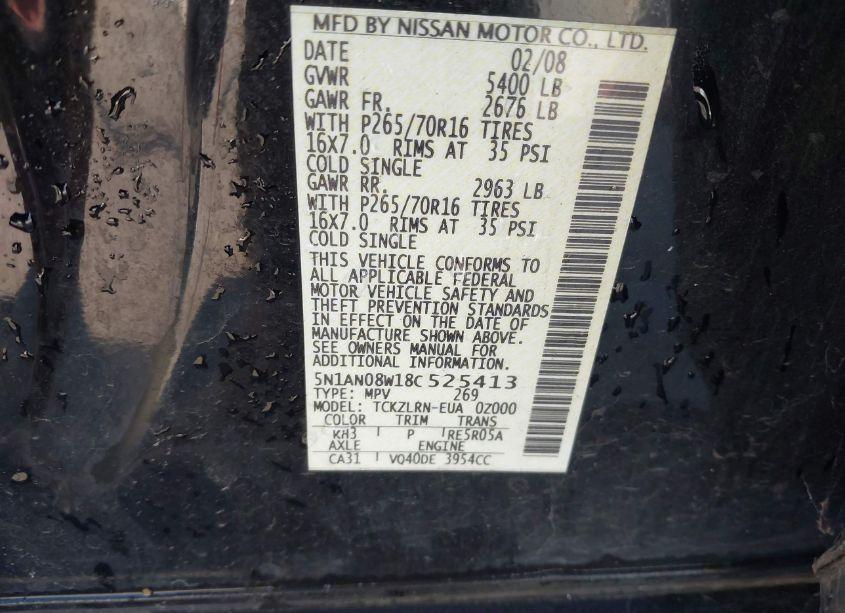 MFD BY NISSAN MOTOR CO., LTD.
DATE 02/08
GVWR 5400 LB
GAWR FR. 2676 LB
WITH P265/70R16 TIRES
16X7.0 RIMS AT 35 PSI
COLD SINGLE
GAWR RR. 2963 LB
WITH P265/70R16 TIRES
16X7.0 RIMS AT 35 PSI
COLD SINGLE
THIS VEHICLE CONFORMS TO
ALL APPLICABLE FEDERAL
MOTOR VEHICLE SAFETY AND
THEFT PREVENTION STANDARDS
IN EFFECT ON THE DATE OF
MANUFACTURE SHOWN ABOVE.
SEE OWNERS MANUAL FOR
ADDITIONAL INFORMATION.
5N1AN08W18C525413
TYPE: MPV 269
MODEL: TCKZLRN-EUA 0Z000
COLOR TRIM TRANS
KH3 P RE5R05A
AXLE ENGINE
CA31 VQ40DE 3954CC